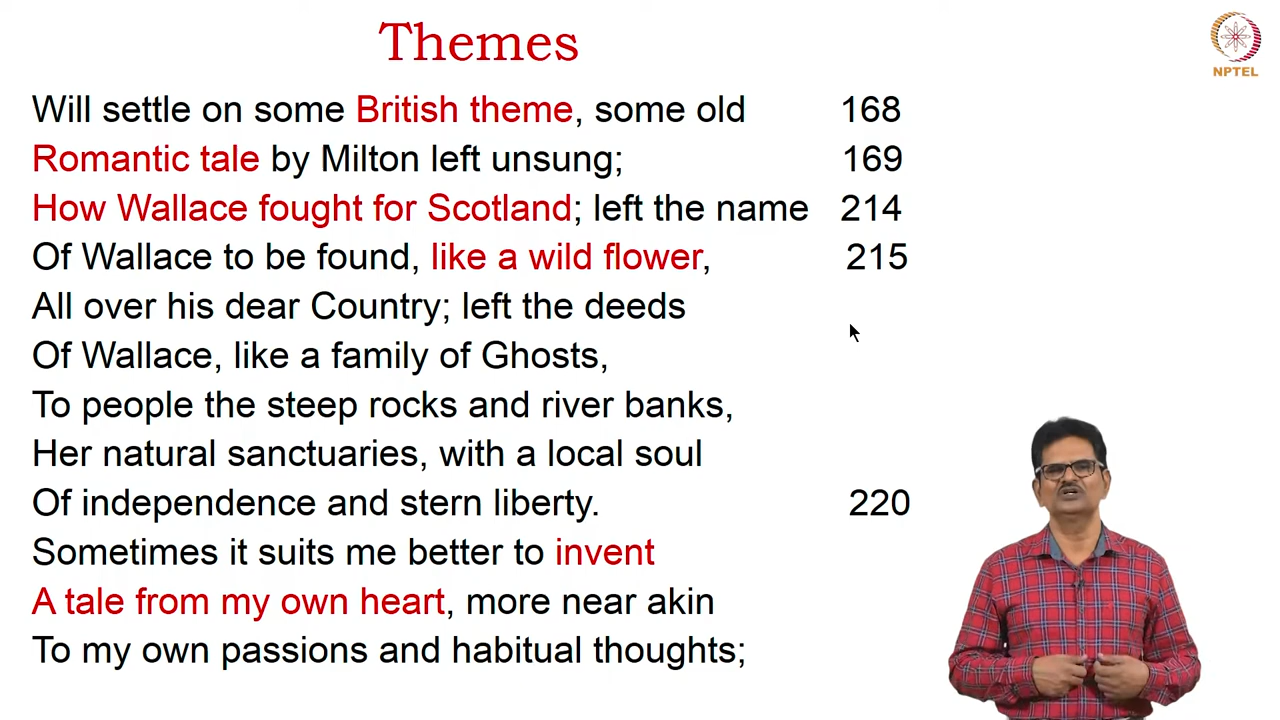 Themes
NPTEL
Will settle on some British theme, some old 168
Romantic tale by Milton left unsung; 169
How Wallace fought for Scotland; left the name 214
Of Wallace to be found, like a wild flower, 215
All over his dear Country; left the deeds
Of Wallace, like a family of Ghosts,
To people the steep rocks and river banks,
Her natural sanctuaries, with a local soul
Of independence and stern liberty. 220
Sometimes it suits me better to invent
A tale from my own heart, more near akin
To my own passions and habitual thoughts;